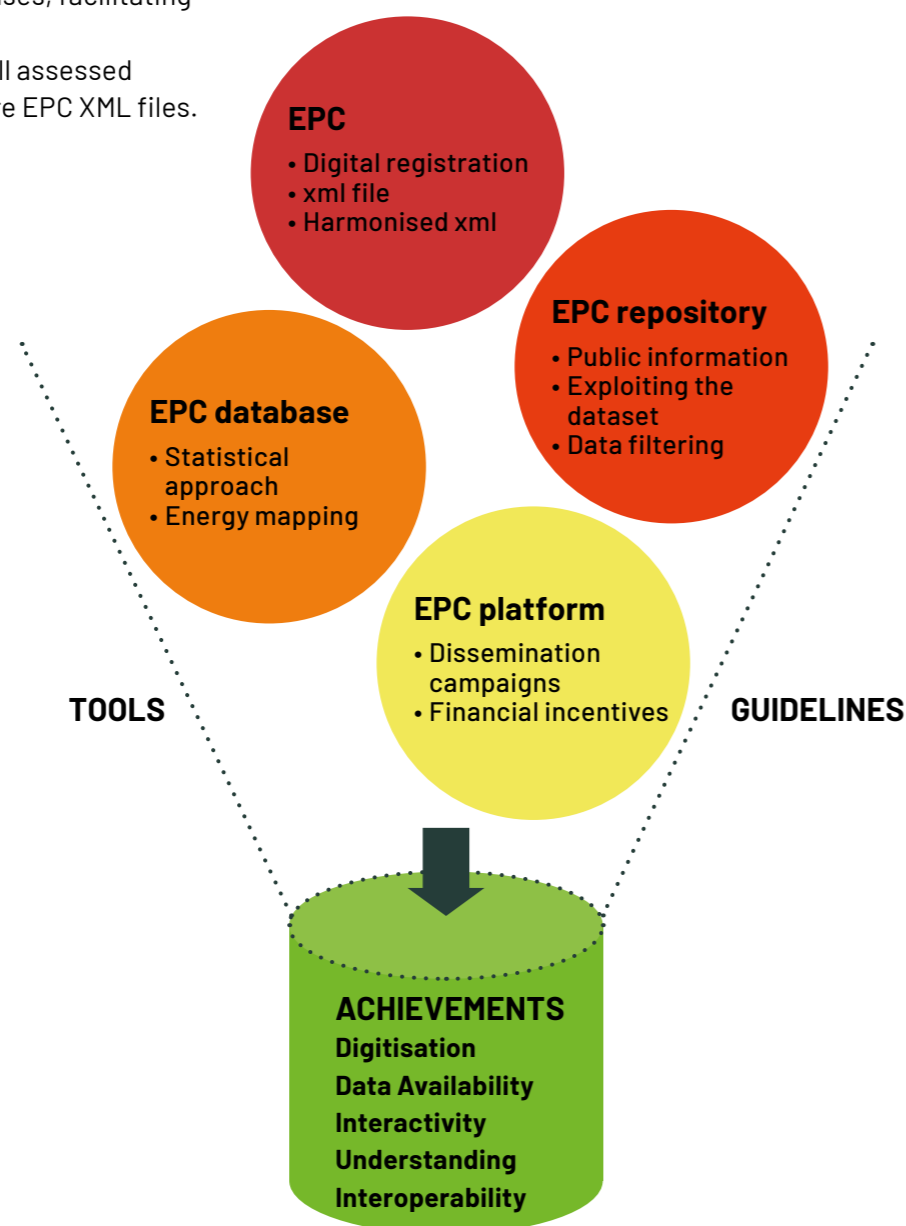 ses, facilitating
ll assessed
e EPC XML files.
EPC
• Digital registration
• xml file
• Harmonised xml
EPC repository
• Public information
• Exploiting the
dataset
• Data filtering
EPC database
• Statistical
approach
• Energy mapping
EPC platform
• Dissemination
campaigns
• Financial incentives
TOOLS
GUIDELINES
ACHIEVEMENTS
Digitisation
Data Availability
Interactivity
Understanding
Interoperability